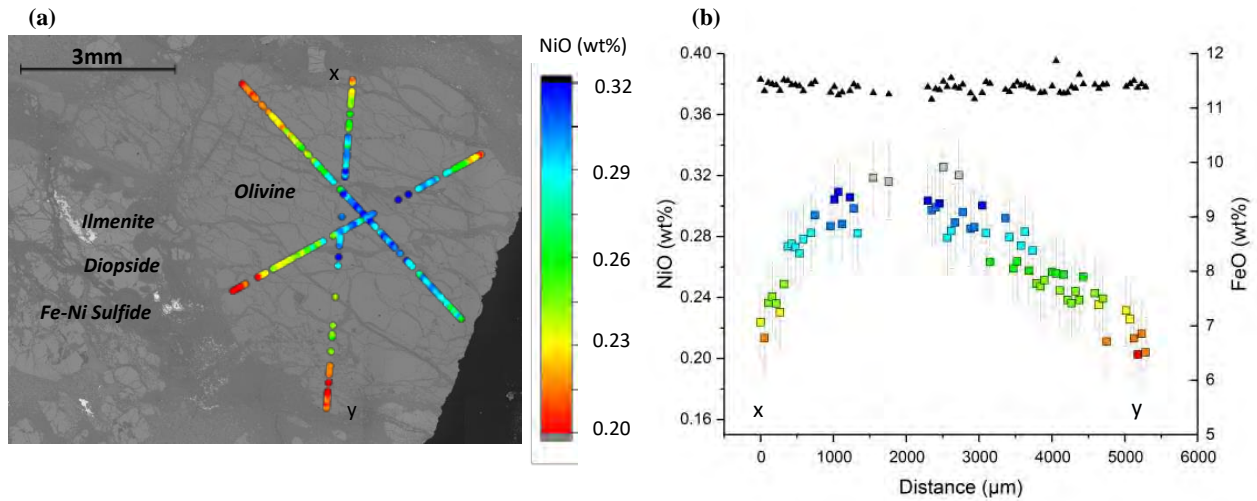 (a)
3mm
x
Olivine
Ilmenite
Diopside
Fe-Ni Sulfide
y
NiO (wt%)
0.32
0.29
0.26
0.23
0.20
(b)
NiO (wt%)
0.40
0.36
0.32
0.28
0.24
0.20
0.16
x
y
12
11
10
9
8
7
6
5
FeO (wt%)
0
1000
2000
3000
4000
5000
6000
Distance (µm)